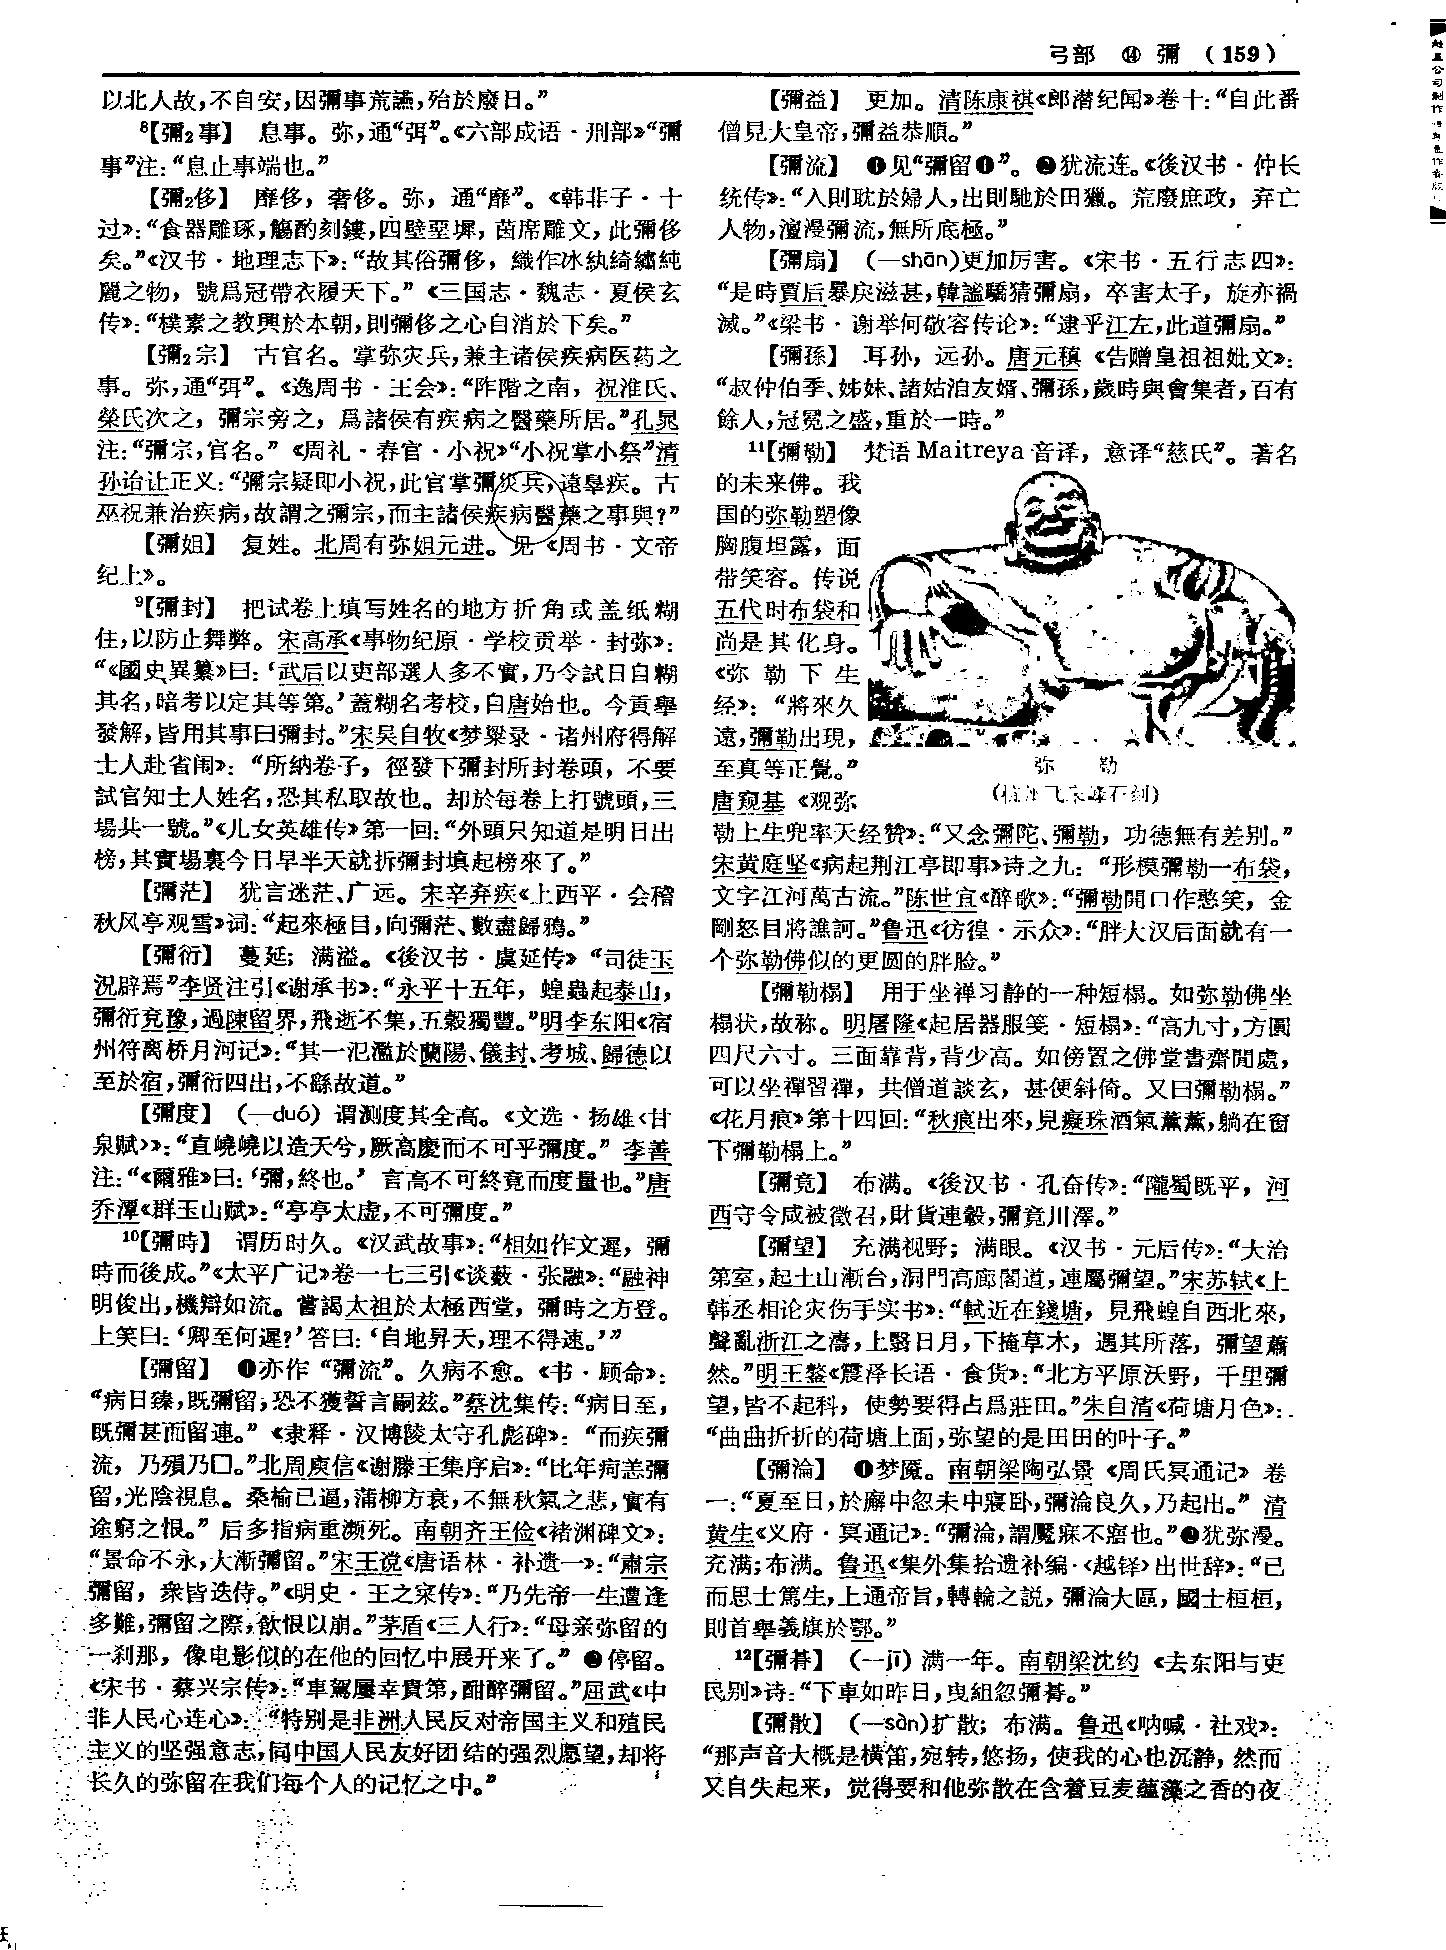 弓部 ⑭ 彌 (159)
以北人故,不自安,因彌事荒讌,殆於廢日。”
⁸【彌₂事】 息事。弥,通“弭”。《六部成语·刑部》“彌
事”注:“息止事端也。”
【彌₂侈】 靡侈,奢侈。弥,通“靡”。《韩非子·十
过》:“食器雕琢,觴酌刻鏤,四壁堊墀,茵席雕文,此彌侈
矣。”《汉书·地理志下》:“故其俗彌侈,織作冰紈綺繡純
麗之物,號爲冠帶衣履天下。”《三国志·魏志·夏侯玄
传》:“樸素之教興於本朝,則彌侈之心自消於下矣。”
【彌₂宗】 古官名。掌弥灾兵,兼主诸侯疾病医药之
事。弥,通“弭”。《逸周书·王会》:“阼階之南,祝淮氏、
榮氏次之,彌宗旁之,爲諸侯有疾病之醫藥所居。”孔晁
注:“彌宗,官名。”《周礼·春官·小祝》“小祝掌小祭”清
孙诒让正义:“彌宗疑即小祝,此官掌彌烖兵,遠辠疾。古
巫祝兼治疾病,故謂之彌宗,而主諸侯疾病醫藥之事與?”
【彌姐】 复姓。北周有弥姐元进。见《周书·文帝
纪上》。
⁹【彌封】 把试卷上填写姓名的地方折角或盖纸糊
住,以防止舞弊。宋高承《事物纪原·学校贡举·封弥》:
“《國史異纂》曰:‘武后以吏部選人多不實,乃令試日自糊
其名,暗考以定其等第。’蓋糊名考校,自唐始也。今貢舉
發解,皆用其事曰彌封。”宋吴自牧《梦粱录·诸州府得解
士人赴省闱》:“所納卷子,徑發下彌封所封卷頭,不要
試官知士人姓名,恐其私取故也。却於每卷上打號頭,三
場共一號。”《儿女英雄传》第一回:“外頭只知道是明日出
榜,其實場裏今日早半天就拆彌封填起榜來了。”
【彌茫】 犹言迷茫、广远。宋辛弃疾《上西平·会稽
秋风亭观雪》词:“起來極目,向彌茫、數盡歸鴉。”
【彌衍】 蔓延;满溢。《後汉书·虞延传》“司徒玉
况辟焉”李贤注引《谢承书》:“永平十五年,蝗蟲起泰山,
彌衍兗豫,過陳留界,飛逝不集,五穀獨豐。”明李东阳《宿
州符离桥月河记》:“其一氾濫於蘭陽、儀封、考城、歸德以
至於宿,彌衍四出,不繇故道。”
【彌度】 (—duó) 谓测度其全高。《文选·扬雄〈甘
泉赋〉》:“直嶢嶢以造天兮,厥高慶而不可乎彌度。” 李善
注:“《爾雅》曰:‘彌,終也。’ 言高不可終竟而度量也。”唐
乔潭《群玉山赋》:“亭亭太虚,不可彌度。”
¹⁰【彌時】 谓历时久。《汉武故事》:“相如作文遲,彌
時而後成。”《太平广记》卷一七三引《谈薮·张融》:“融神
明俊出,機辯如流。嘗謁太祖於太極西堂,彌時之方登。
上笑曰:‘卿至何遲?’答曰:‘自地昇天,理不得速。’”
【彌留】 ❶亦作“彌流”。久病不愈。《书·顾命》:
“病日臻,既彌留,恐不獲誓言嗣兹。”蔡沈集传:“病日至,
既彌甚而留連。”《隶释·汉博陵太守孔彪碑》:“而疾彌
流,乃殞乃囗。”北周庾信《谢滕王集序启》:“比年疴恙彌
留,光陰視息。桑榆已逼,蒲柳方衰,不無秋氣之悲,實有
途窮之恨。”后多指病重濒死。南朝齐王俭《褚渊碑文》:
“景命不永,大漸彌留。”宋王谠《唐语林·补遗一》:“肅宗
彌留,衆皆迭侍。”《明史·王之寀传》:“乃先帝一生遭逢
多難,彌留之際,飲恨以崩。”茅盾《三人行》:“母亲弥留的
一刹那,像电影似的在他的回忆中展开来了。”❷停留。
《宋书·蔡兴宗传》:“車駕屢幸貴第,酣醉彌留。”屈武《中
非人民心连心》:“特别是非洲人民反对帝国主义和殖民
主义的坚强意志,同中国人民友好团结的强烈愿望,却将
长久的弥留在我们每个人的记忆之中。”
【彌益】 更加。清陈康祺《郎潜纪闻》卷十:“自此番
僧見大皇帝,彌益恭順。”
【彌流】 ❶见“彌留❶”。❷犹流连。《後汉书·仲长
统传》:“入則耽於婦人,出則馳於田獵。荒廢庶政,弃亡
人物,澶漫彌流,無所底極。”
【彌扇】 (—shān)更加厉害。《宋书·五行志四》:
“是時賈后暴戾滋甚,韓謐驕猜彌扇,卒害太子,旋亦禍
滅。”《梁书·谢举何敬容传论》:“逮乎江左,此道彌扇。”
【彌孫】 耳孙,远孙。唐元稹《告赠皇祖祖妣文》:
“叔仲伯季、姊妹、諸姑洎友婿、彌孫,歲時與會集者,百有
餘人,冠冕之盛,重於一時。”
¹¹【彌勒】 梵语Maitreya音译,意译“慈氏”。著名
的未来佛。我
国的弥勒塑像
胸腹坦露,面
带笑容。传说
五代时布袋和
尚是其化身。
《弥勒下生
经》:“將來久
遠,彌勒出現,
至真等正覺。”
唐窥基《观弥
弥 勒
勒上生兜率天经赞》:“又念彌陀、彌勒,功德無有差别。”
宋黄庭坚《病起荆江亭即事》诗之九:“形模彌勒一布袋,
文字江河萬古流。”陈世宜《醉歌》:“彌勒開口作憨笑,金
剛怒目將譙訶。”鲁迅《彷徨·示众》:“胖大汉后面就有一
个弥勒佛似的更圆的胖脸。”
【彌勒榻】 用于坐禅习静的一种短榻。如弥勒佛坐
榻状,故称。明屠隆《起居器服笺·短榻》:“高九寸,方圓
四尺六寸。三面靠背,背少高。如傍置之佛堂書齋閒處,
可以坐禪習禪,共僧道談玄,甚便斜倚。又曰彌勒榻。”
《花月痕》第十四回:“秋痕出來,見癡珠酒氣薰薰,躺在窗
下彌勒榻上。”
【彌竟】 布满。《後汉书·孔奋传》:“隴蜀既平,河
西守令咸被徵召,財貨連轂,彌竟川澤。”
【彌望】 充满视野;满眼。《汉书·元后传》:“大治
第室,起土山漸台,洞門高廊閣道,連屬彌望。”宋苏轼《上
韩丞相论灾伤手实书》:“軾近在錢塘,見飛蝗自西北來,
聲亂浙江之濤,上翳日月,下掩草木,遇其所落,彌望蕭
然。”明王鏊《震泽长语·食货》:“北方平原沃野,千里彌
望,皆不起科,使勢要得占爲莊田。”朱自清《荷塘月色》:
“曲曲折折的荷塘上面,弥望的是田田的叶子。”
【彌淪】 ❶梦魇。南朝梁陶弘景《周氏冥通记》卷
一:“夏至日,於廨中忽未中寢卧,彌淪良久,乃起出。” 清
黄生《义府·冥通记》:“彌淪,謂魘寐不寤也。”❷犹弥漫。
充满;布满。鲁迅《集外集拾遗补编·〈越铎〉出世辞》:“已
而思士篤生,上通帝旨,轉輪之説,彌淪大區,國士桓桓,
則首舉義旗於鄂。”
¹²【彌朞】 (—jī) 满一年。南朝梁沈约《去东阳与吏
民别》诗:“下車如昨日,曳組忽彌朞。”
【彌散】 (—sàn)扩散;布满。鲁迅《呐喊·社戏》:
“那声音大概是横笛,宛转,悠扬,使我的心也沉静,然而
又自失起来,觉得要和他弥散在含着豆麦蕴藻之香的夜